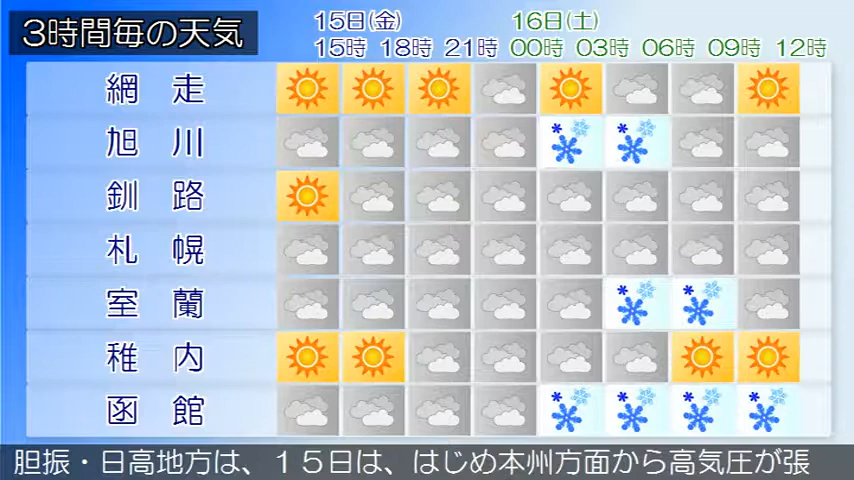 3時間毎の天気
15日(金) 16日(土)
15時 18時 21時 00時 03時 06時 09時 12時
網走
旭川
釧路
札幌
室蘭
稚内
函館
胆振・日高地方は、１５日は、はじめ本州方面から高気圧が張